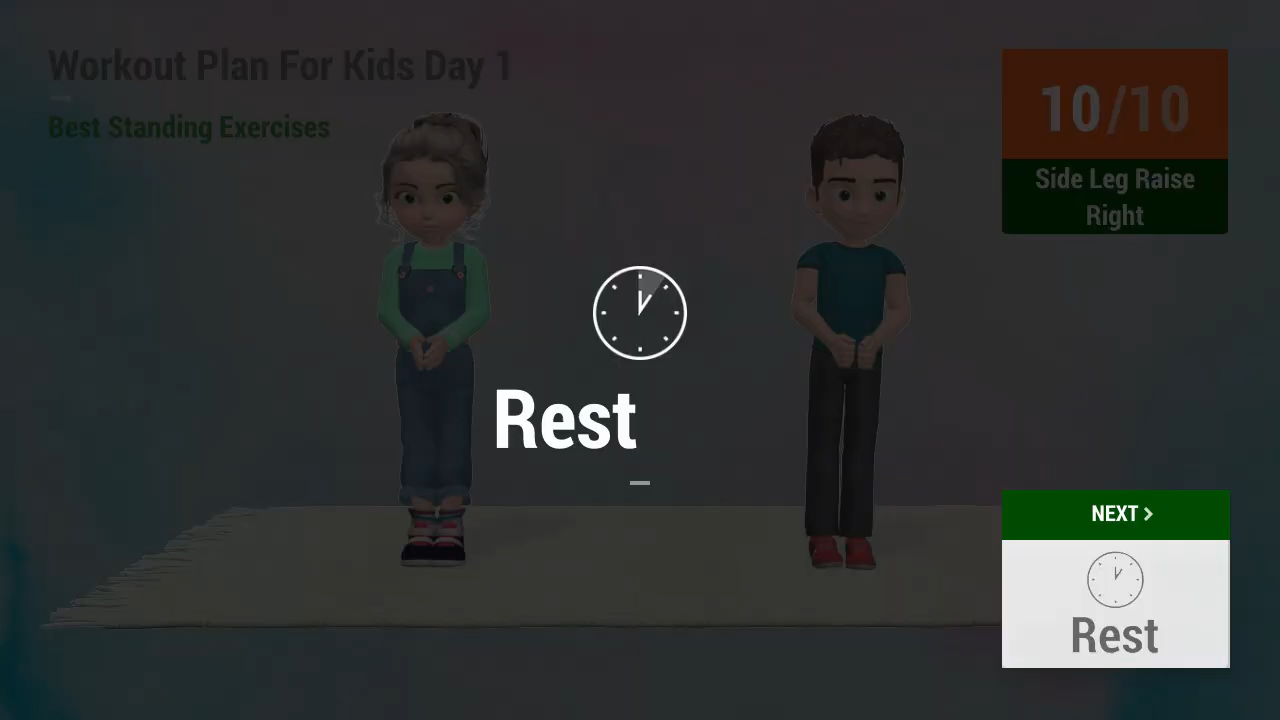 Workout Plan For Kids Day 1
Best Standing Exercises
10/10
Side Leg Raise
Right
Rest
NEXT >
Rest